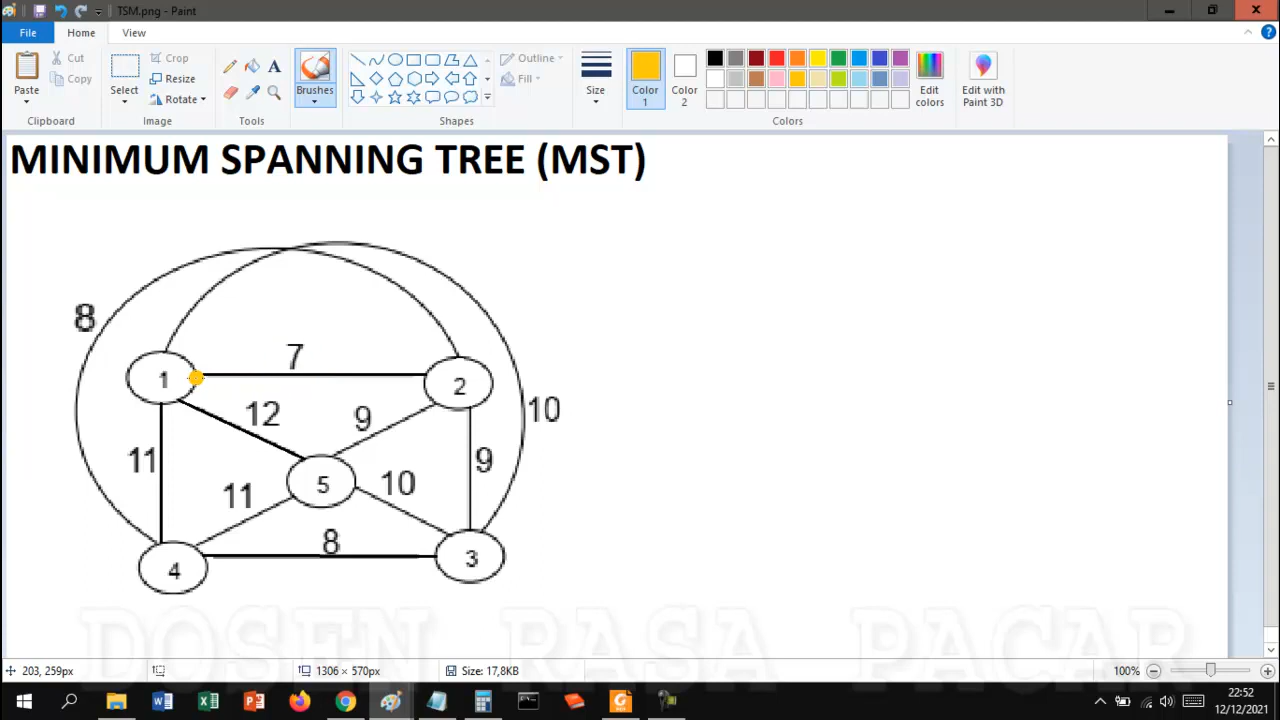 TSM.png - Paint
File Home View
Paste
Cut
Copy
Clipboard
Select
Crop
Resize
Rotate
Image
Tools
Brushes
Outline
Fill
Shapes
Size
Color 1
Color 2
Edit colors
Colors
Edit with Paint 3D
MINIMUM SPANNING TREE (MST)
8
1 7 2
12 9 10
11 9
11 5 10
8
4 3
DOSEN RASA PACAR
203, 259px 1306 × 570px Size: 17,8KB 100%
22:52
12/12/2021